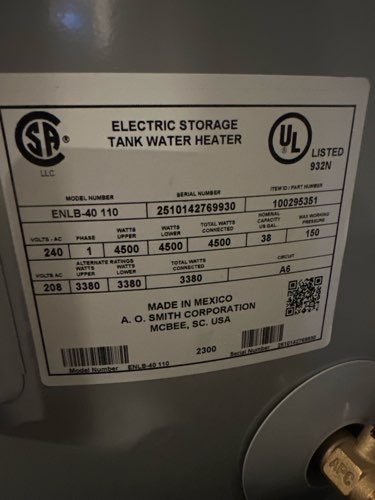 SA
LLC.
ELECTRIC STORAGE
TANK WATER HEATER
UL
LISTED
932N
MODEL NUMBER SERIAL NUMBER ITEM ID / PART NUMBER
ENLB-40 110 2510142769930 100295351
VOLTS - AC PHASE WATTS UPPER WATTS LOWER TOTAL WATTS CONNECTED NOMINAL CAPACITY US GAL. MAX WORKING PRESSURE
240 1 4500 4500 4500 38 150
VOLTS - AC ALTERNATE RATINGS WATTS UPPER WATTS LOWER TOTAL WATTS CONNECTED CIRCUIT
208 3380 3380 3380 A6
MADE IN MEXICO
A. O. SMITH CORPORATION
MCBEE, SC. USA
2300
Model Number ENLB-40 110
Serial Number 2510142769930
APC